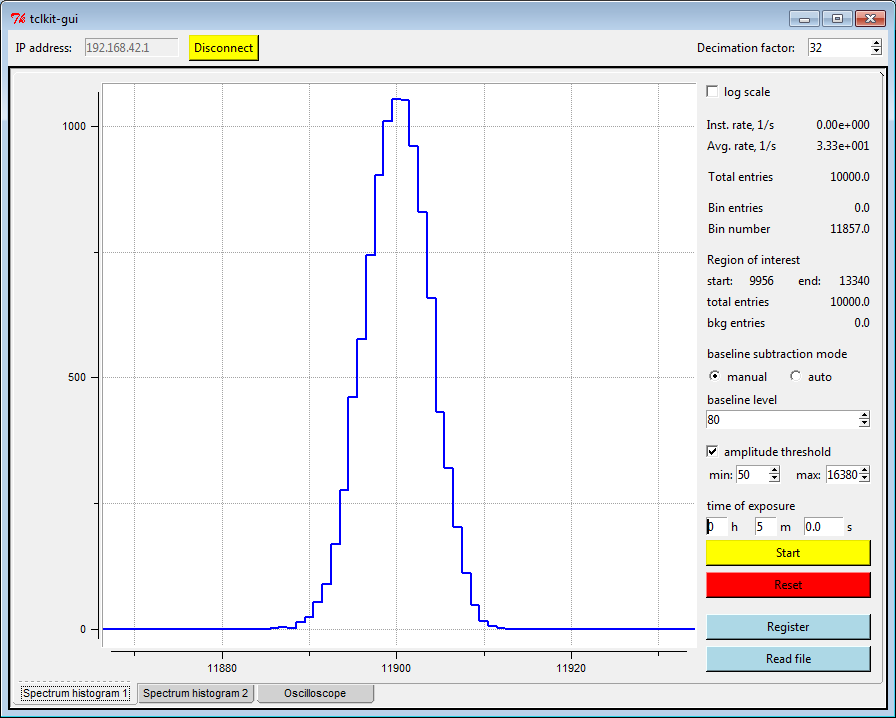 tclkit-gui
IP address: 192.168.42.1 Disconnect Decimation factor: 32
1000
500
0
11880 11900 11920
log scale
Inst. rate, 1/s 0.00e+000
Avg. rate, 1/s 3.33e+001
Total entries 10000.0
Bin entries 0.0
Bin number 11857.0
Region of interest
start: 9956 end: 13340
total entries 10000.0
bkg entries 0.0
baseline subtraction mode
manual auto
baseline level
80
amplitude threshold
min: 50 max: 16380
time of exposure
0 h 5 m 0.0 s
Start
Reset
Register
Read file
Spectrum histogram 1 Spectrum histogram 2 Oscilloscope